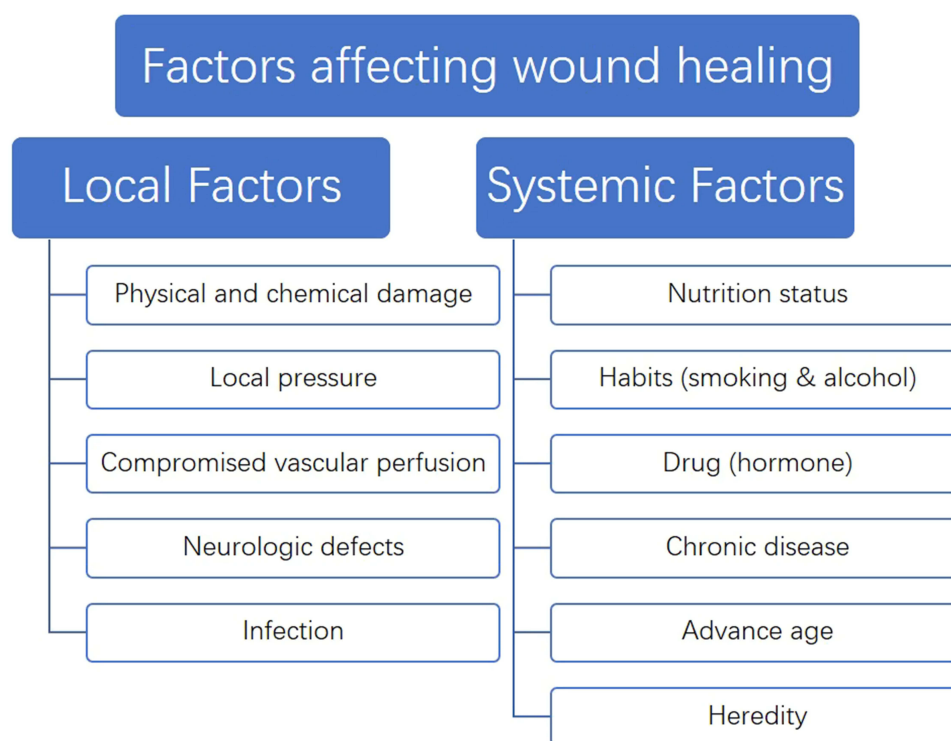 Factors affecting wound healing
Local Factors
Physical and chemical damage
Local pressure
Compromised vascular perfusion
Neurologic defects
Infection
Systemic Factors
Nutrition status
Habits (smoking & alcohol)
Drug (hormone)
Chronic disease
Advance age
Heredity